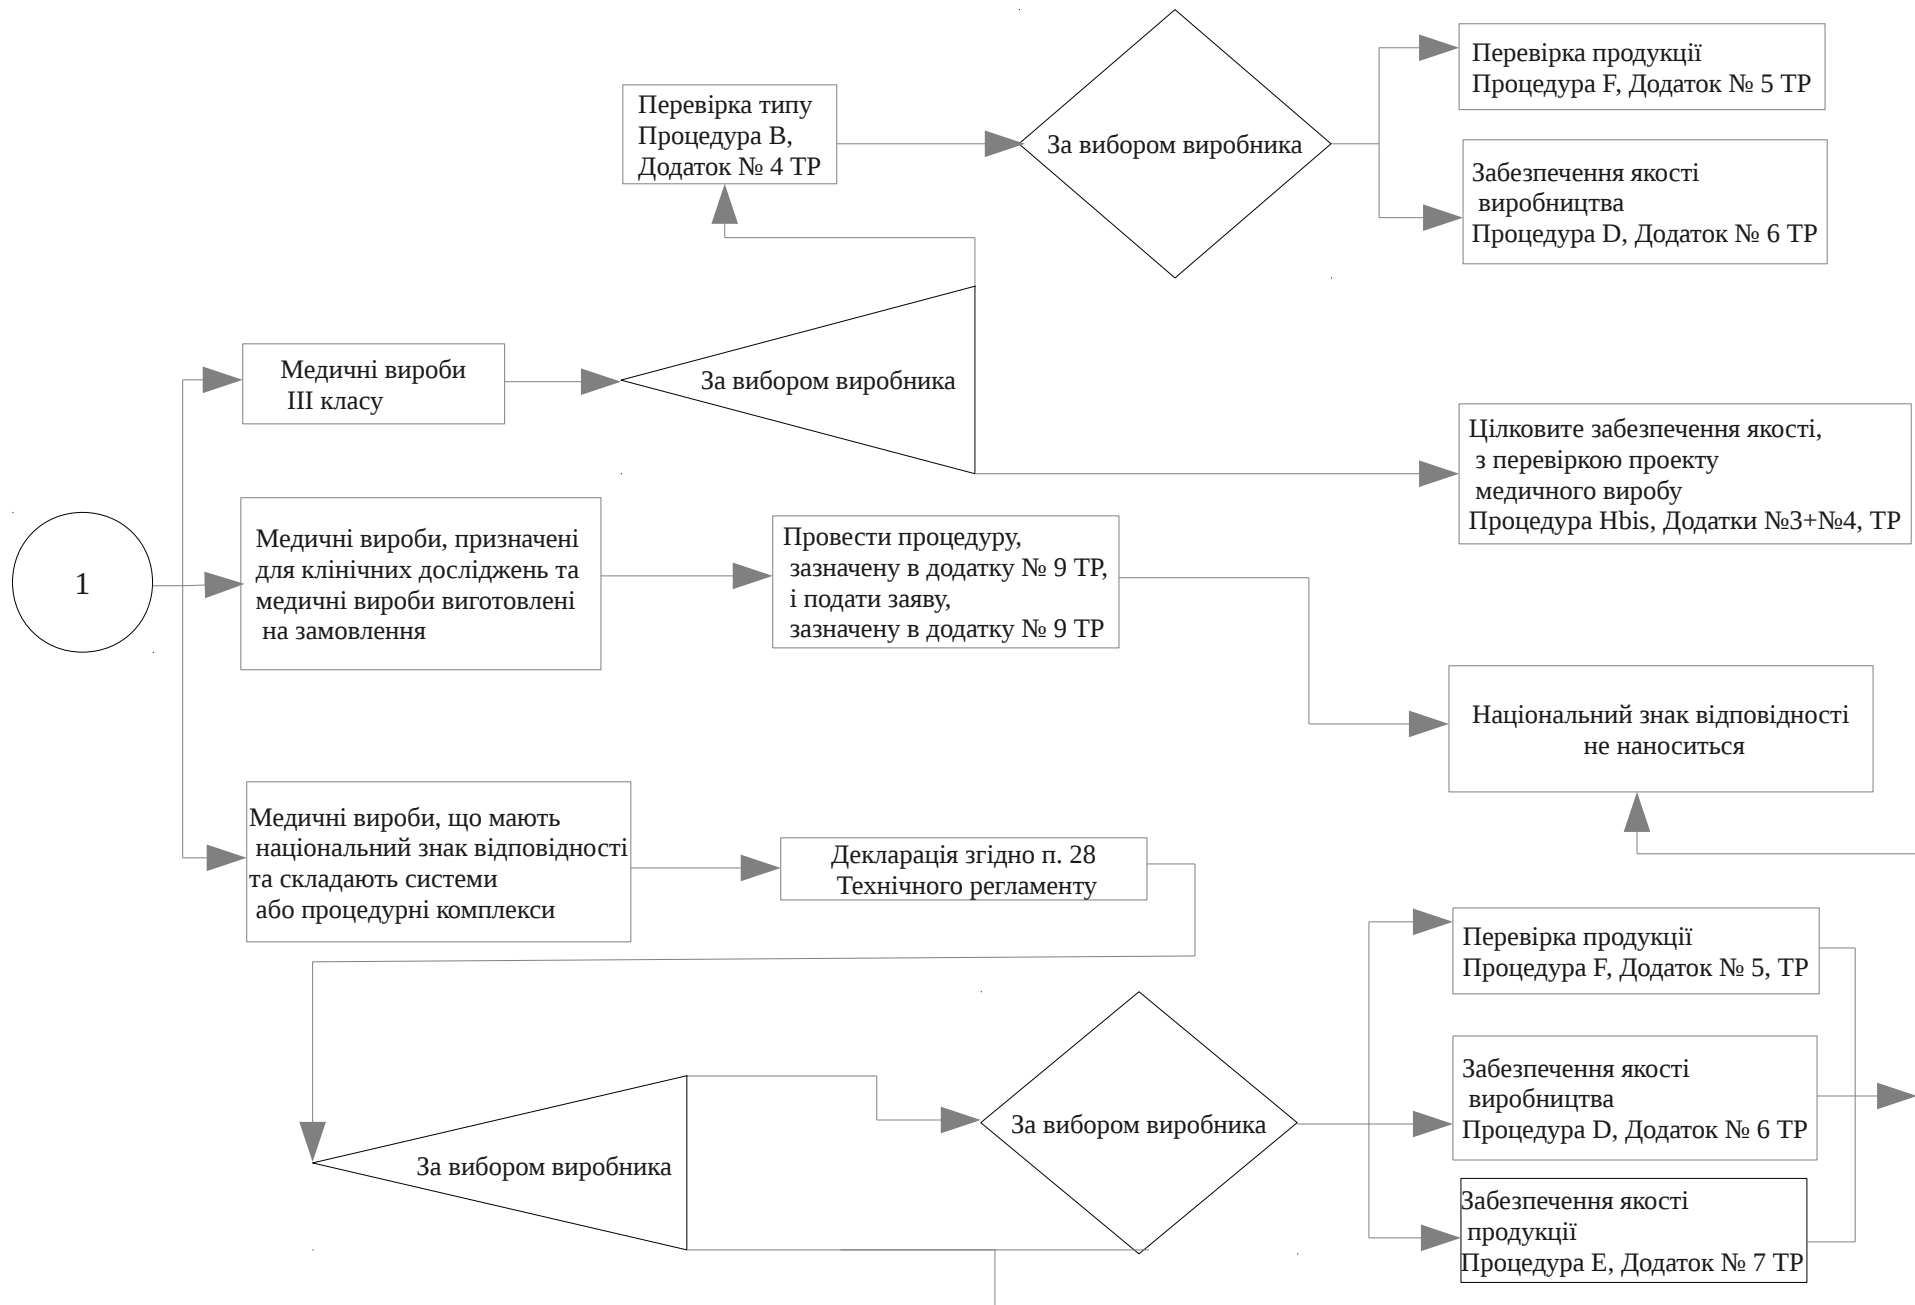 Перевірка продукції
Процедура F, Додаток № 5 ТР
Перевірка типу
Процедура В,
Додаток № 4 ТР
За вибором виробника
Забезпечення якості
виробництва
Процедура D, Додаток № 6 ТР
Медичні вироби
III класу
За вибором виробника
Цілковите забезпечення якості,
з перевіркою проекту
медичного виробу
Процедура Hbis, Додатки №3+№4, ТР
1
Медичні вироби, призначені
для клінічних досліджень та
медичні вироби виготовлені
на замовлення
Провести процедуру,
зазначену в додатку № 9 ТР,
і подати заяву,
зазначену в додатку № 9 ТР
Національний знак відповідності
не наноситься
Медичні вироби, що мають
національний знак відповідності
та складають системи
або процедурні комплекси
Декларація згідно п. 28
Технічного регламенту
Перевірка продукції
Процедура F, Додаток № 5, ТР
За вибором виробника
За вибором виробника
Забезпечення якості
виробництва
Процедура D, Додаток № 6 ТР
Забезпечення якості
продукції
Процедура Е, Додаток № 7 ТР